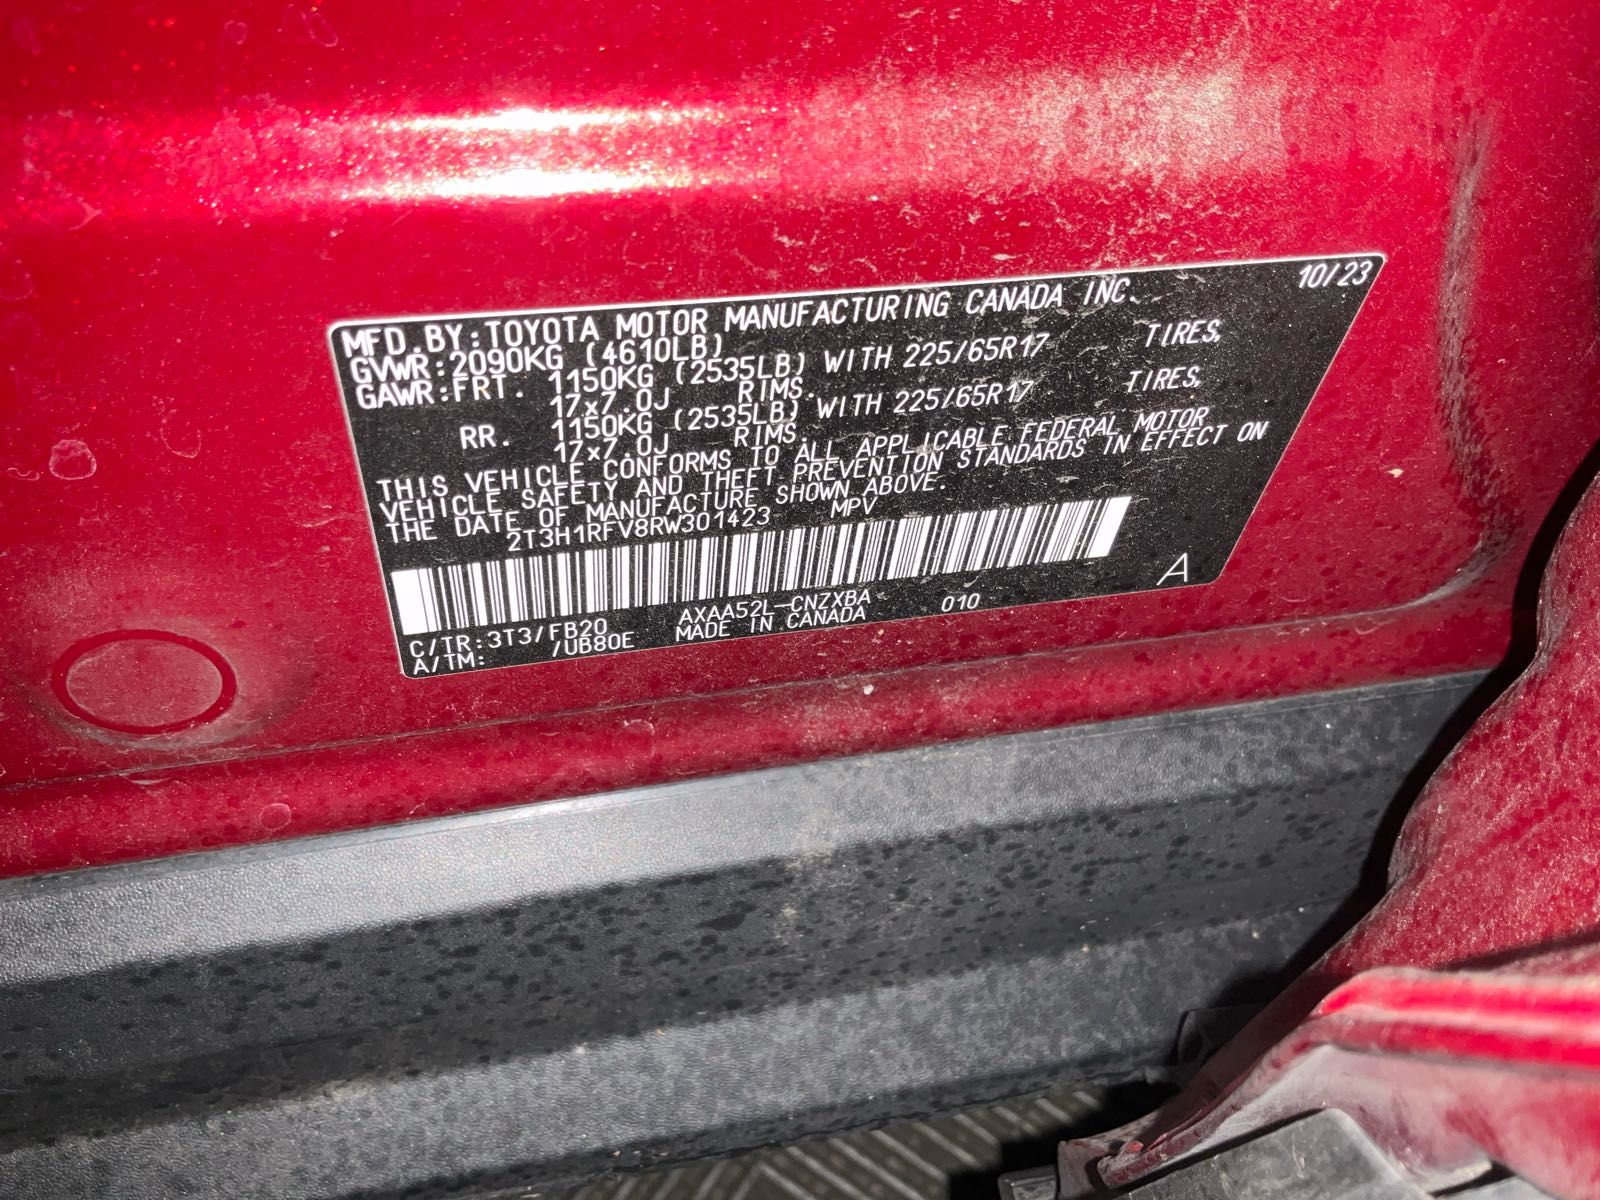 MFD.BY:TOYOTA MOTOR MANUFACTURING CANADA INC. 10/23
GVWR:2090KG (4610LB)
GAWR:FRT. 1150KG (2535LB) WITH 225/65R17 TIRES,
17x7.0J RIMS.
RR. 1150KG (2535LB) WITH 225/65R17 TIRES,
17x7.0J RIMS.
THIS VEHICLE CONFORMS TO ALL APPLICABLE FEDERAL MOTOR
VEHICLE SAFETY AND THEFT PREVENTION STANDARDS IN EFFECT ON
THE DATE OF MANUFACTURE SHOWN ABOVE.
2T3H1RFV8RW301423 MPV
A
C/TR:3T3/FB20 AXAA52L-CNZXBA 010
A/TM: /UB80E MADE IN CANADA